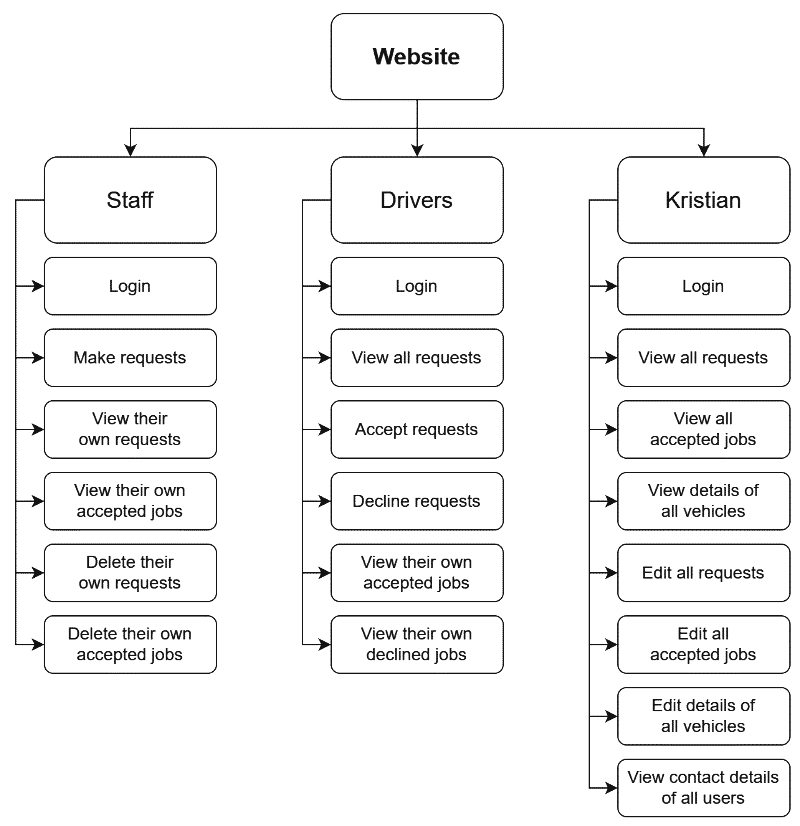 Website
Staff
Login
Make requests
View their
own requests
View their own
accepted jobs
Delete their
own requests
Delete their own
accepted jobs
Drivers
Login
View all requests
Accept requests
Decline requests
View their own
accepted jobs
View their own
declined jobs
Kristian
Login
View all requests
View all
accepted jobs
View details of
all vehicles
Edit all requests
Edit all
accepted jobs
Edit details of
all vehicles
View contact details
of all users